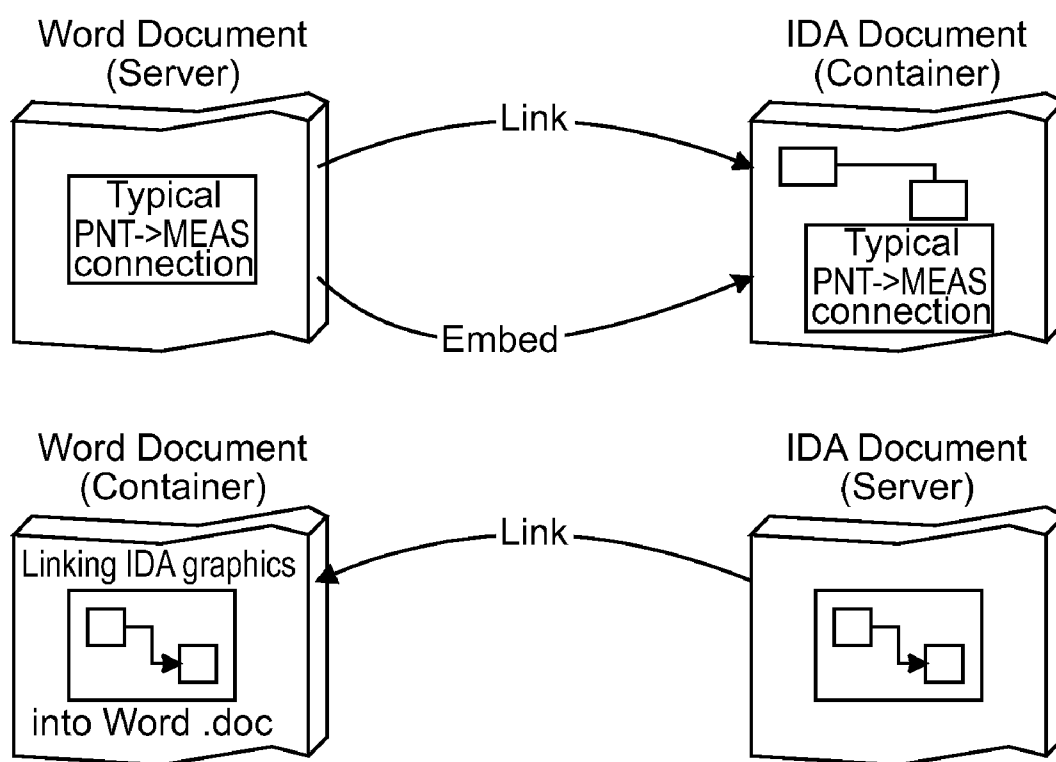 Word Document
(Server)
IDA Document
(Container)
Link
Typical
PNT->MEAS
connection
Typical
PNT->MEAS
connection
Embed
Word Document
(Container)
IDA Document
(Server)
Link
Linking IDA graphics
into Word .doc